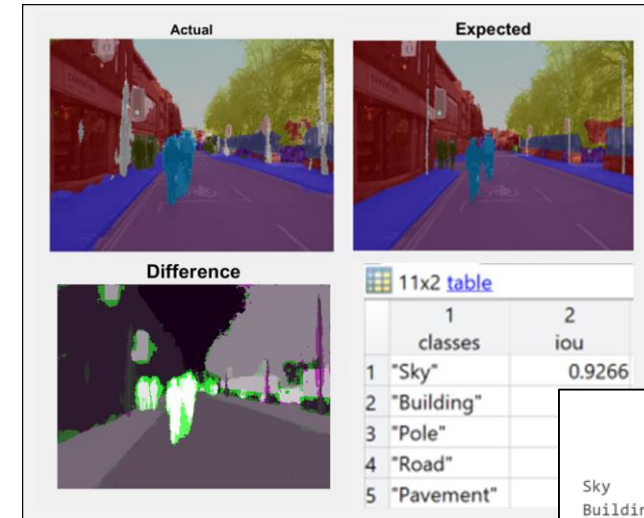 Actual
Expected
Difference
11x2 table
1 2
classes iou
1 "Sky" 0.9266
2 "Building"
3 "Pole"
4 "Road"
5 "Pavement"
Sky
Buildin